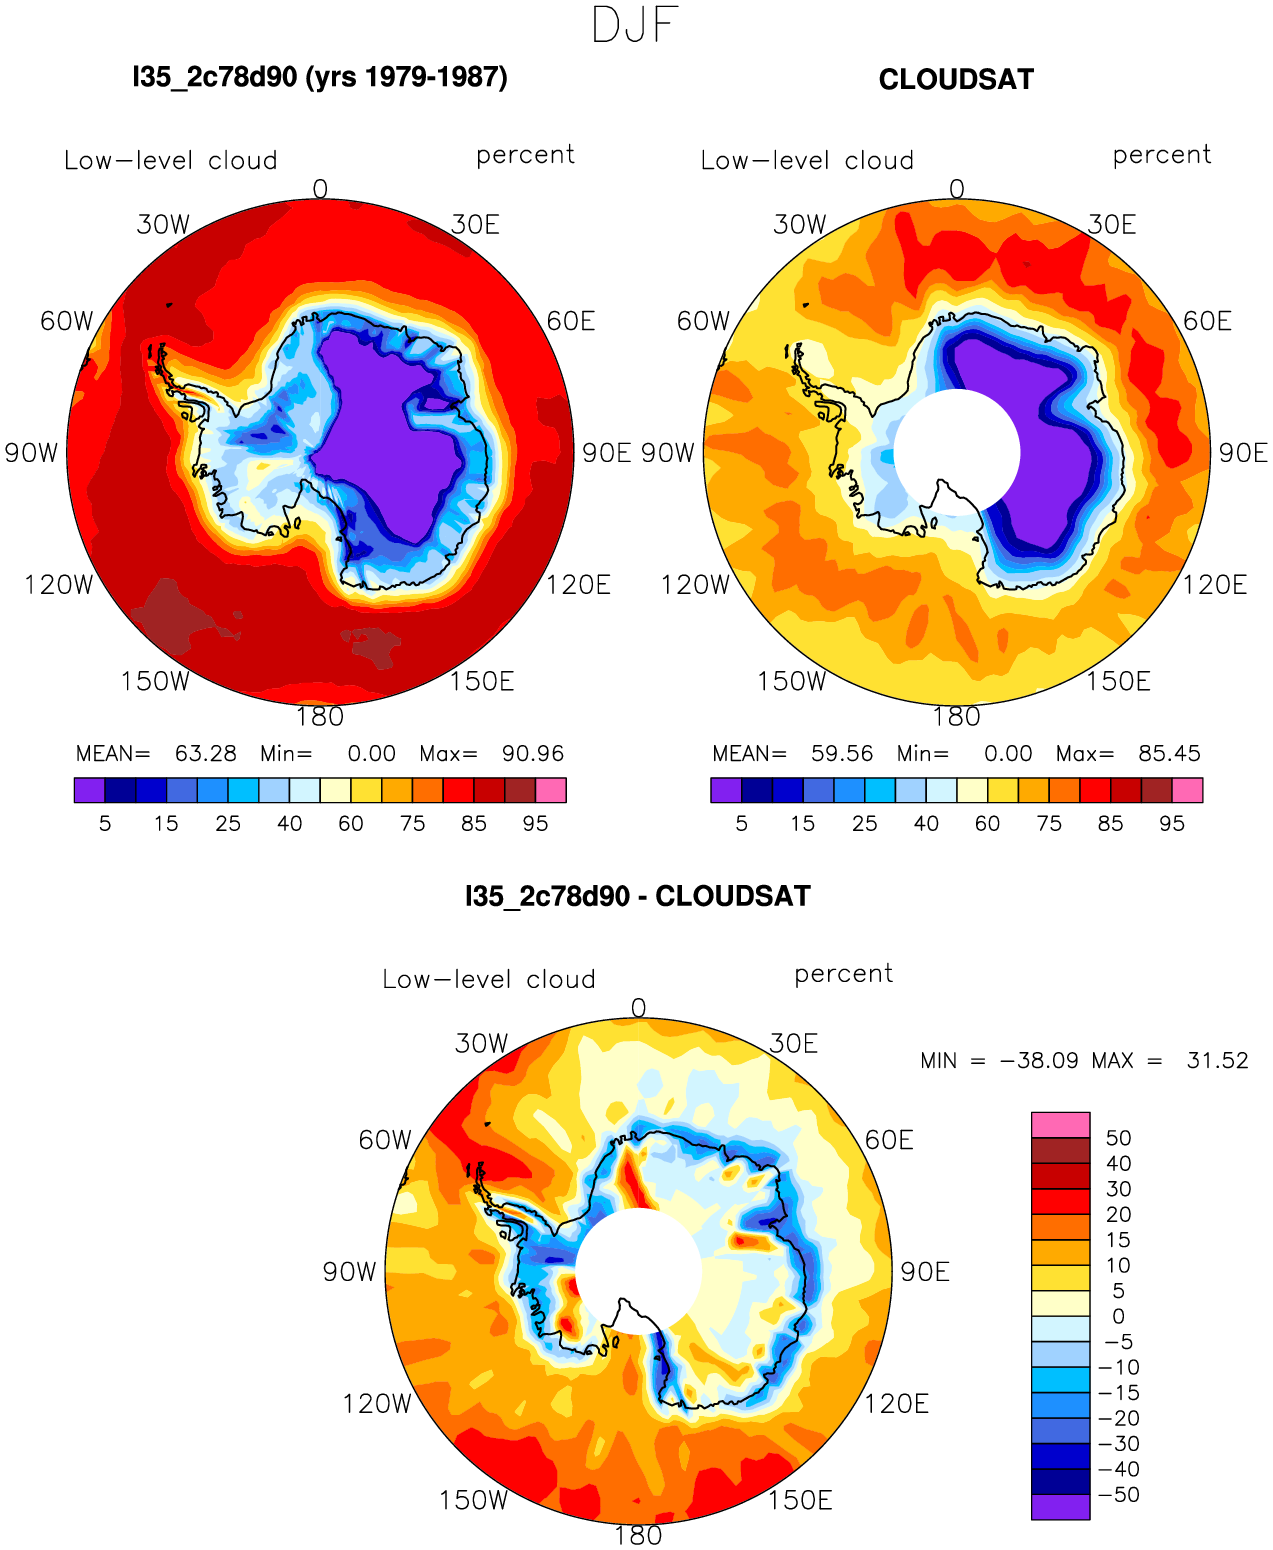 DJF
I35_2c78d90 (yrs 1979-1987)
CLOUDSAT
Low-level cloud percent
Low-level cloud percent
0
30W 30E
60W 60E
90W 90E
120W 120E
150W 150E
180
0
30W 30E
60W 60E
90W 90E
120W 120E
150W 150E
180
MEAN= 63.28 Min= 0.00 Max= 90.96
5 15 25 40 60 75 85 95
MEAN= 59.56 Min= 0.00 Max= 85.45
5 15 25 40 60 75 85 95
I35_2c78d90 - CLOUDSAT
Low-level cloud percent
0
30W 30E
60W 60E
90W 90E
120W 120E
150W 150E
180
MIN = -38.09 MAX = 31.52
50
40
30
20
15
10
5
0
-5
-10
-15
-20
-30
-40
-50